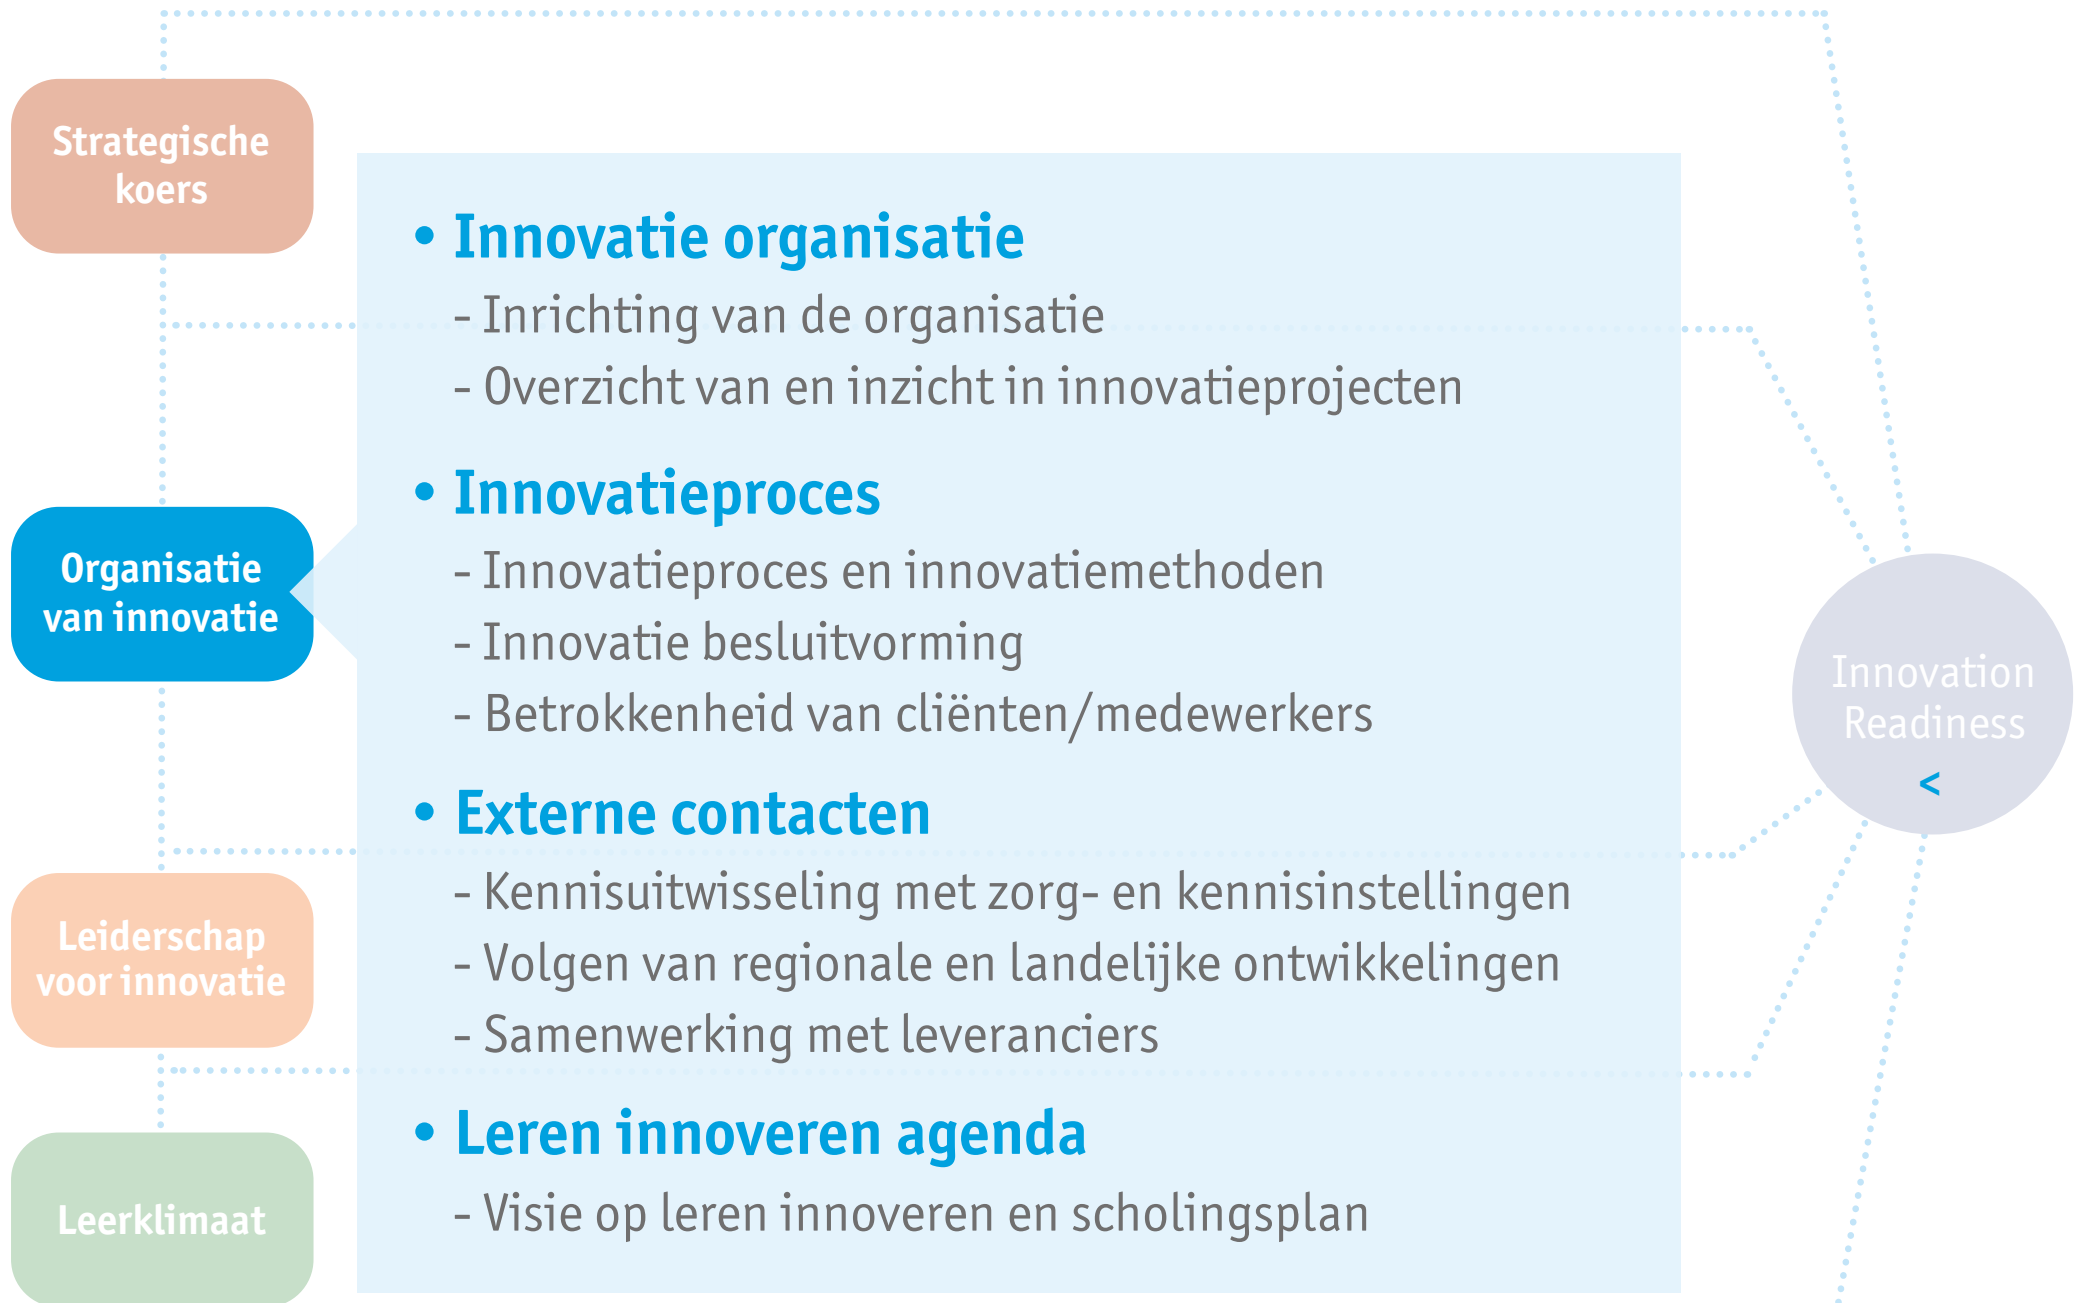 Strategische
koers
Organisatie
van innovatie
Leiderschap
voor innovatie
Leerklimaat
• Innovatie organisatie
- Inrichting van de organisatie
- Overzicht van en inzicht in innovatieprojecten
• Innovatieproces
- Innovatieproces en innovatiemethoden
- Innovatie besluitvorming
- Betrokkenheid van cliënten/medewerkers
• Externe contacten
- Kennisuitwisseling met zorg- en kennisinstellingen
- Volgen van regionale en landelijke ontwikkelingen
- Samenwerking met leveranciers
• Leren innoveren agenda
- Visie op leren innoveren en scholingsplan
Innovation
Readiness
<